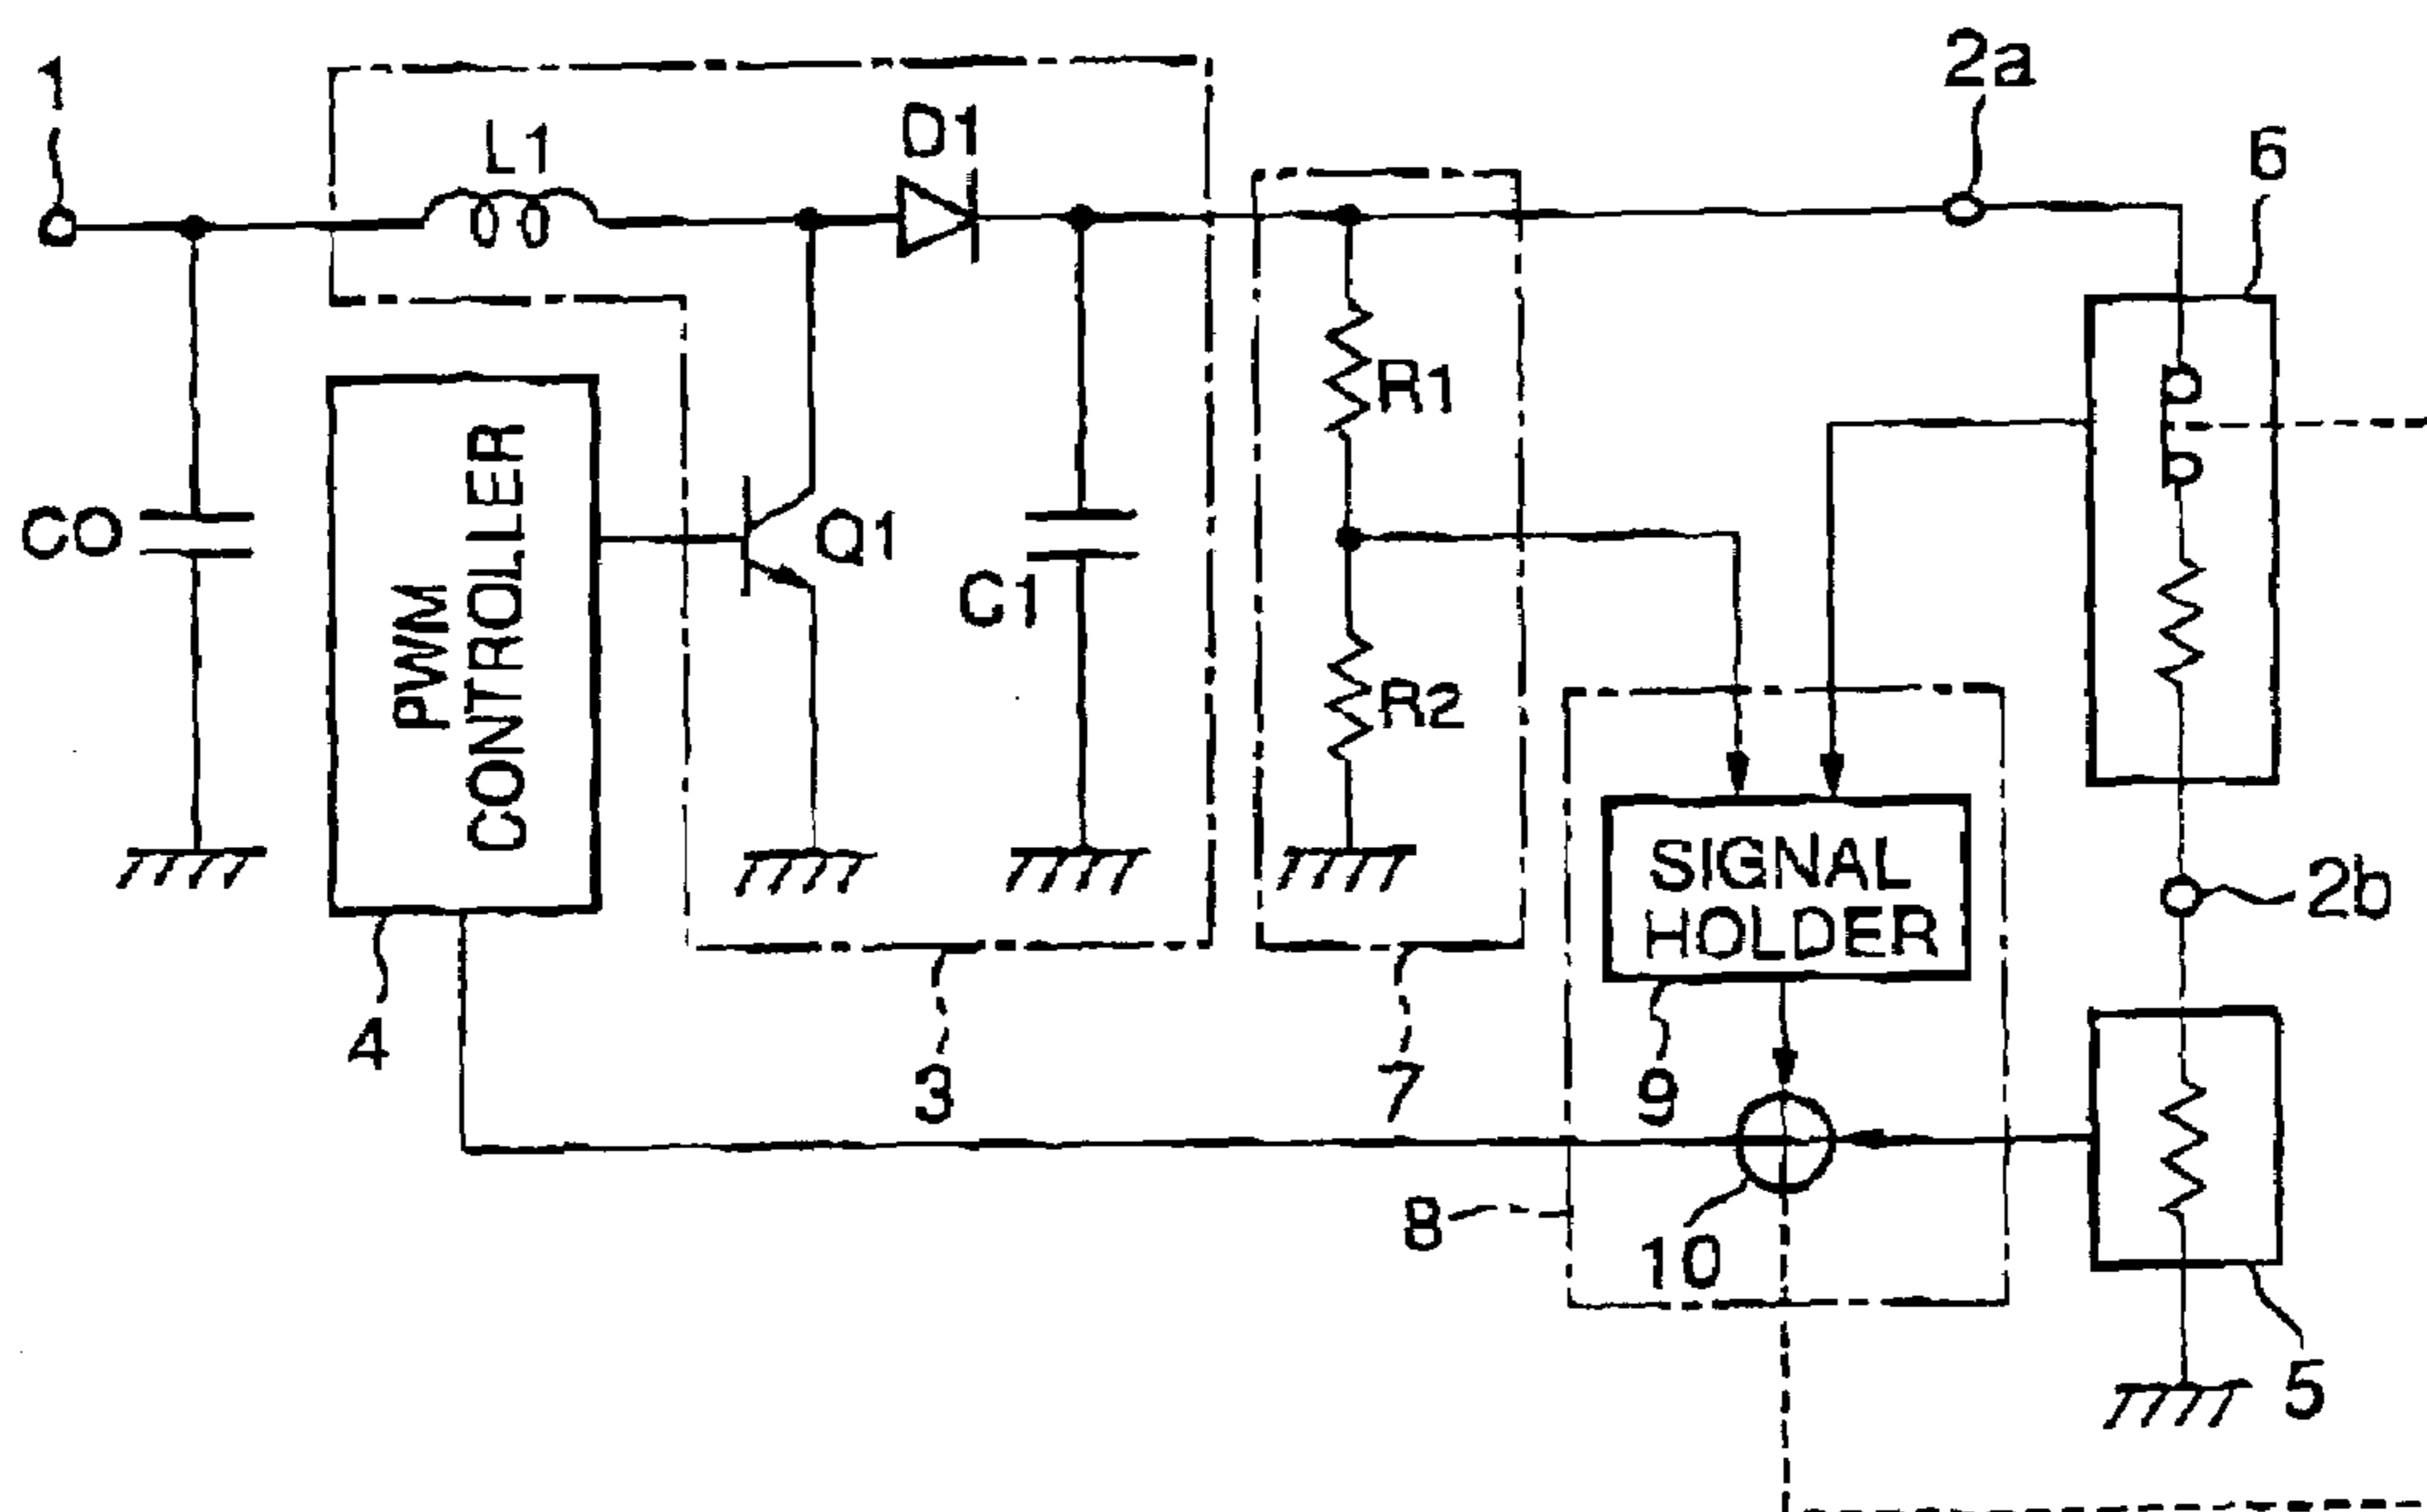 1
2a
L1
D1
6
R1
CO
PWM
CONTROLLER
Q1
C1
R2
SIGNAL
HOLDER
2b
4
3
7
9
8
10
5